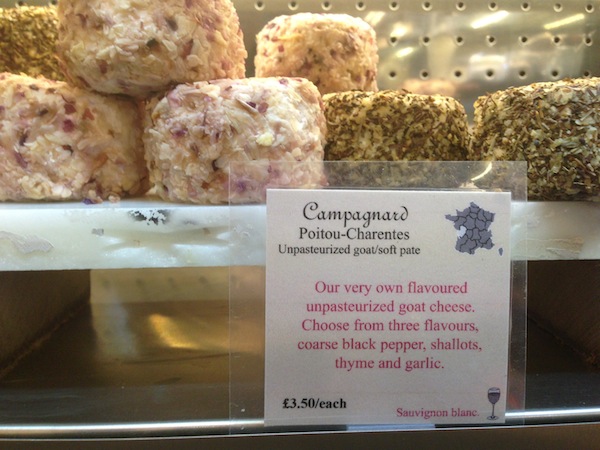 Campagnard
Poitou-Charentes
Unpasteurized goat/soft pate
Our very own flavoured
unpasteurized goat cheese.
Choose from three flavours,
coarse black pepper, shallots,
thyme and garlic.
£3.50/each
Sauvignon blanc.